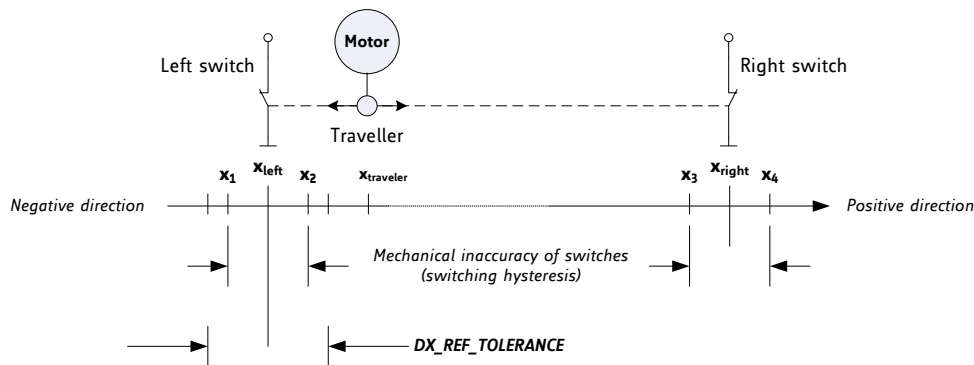 Motor
Left switch
Right switch
Traveller
x1
xleft
x2
xtraveler
x3
xright
x4
Negative direction
Positive direction
Mechanical inaccuracy of switches
(switching hysteresis)
DX_REF_TOLERANCE